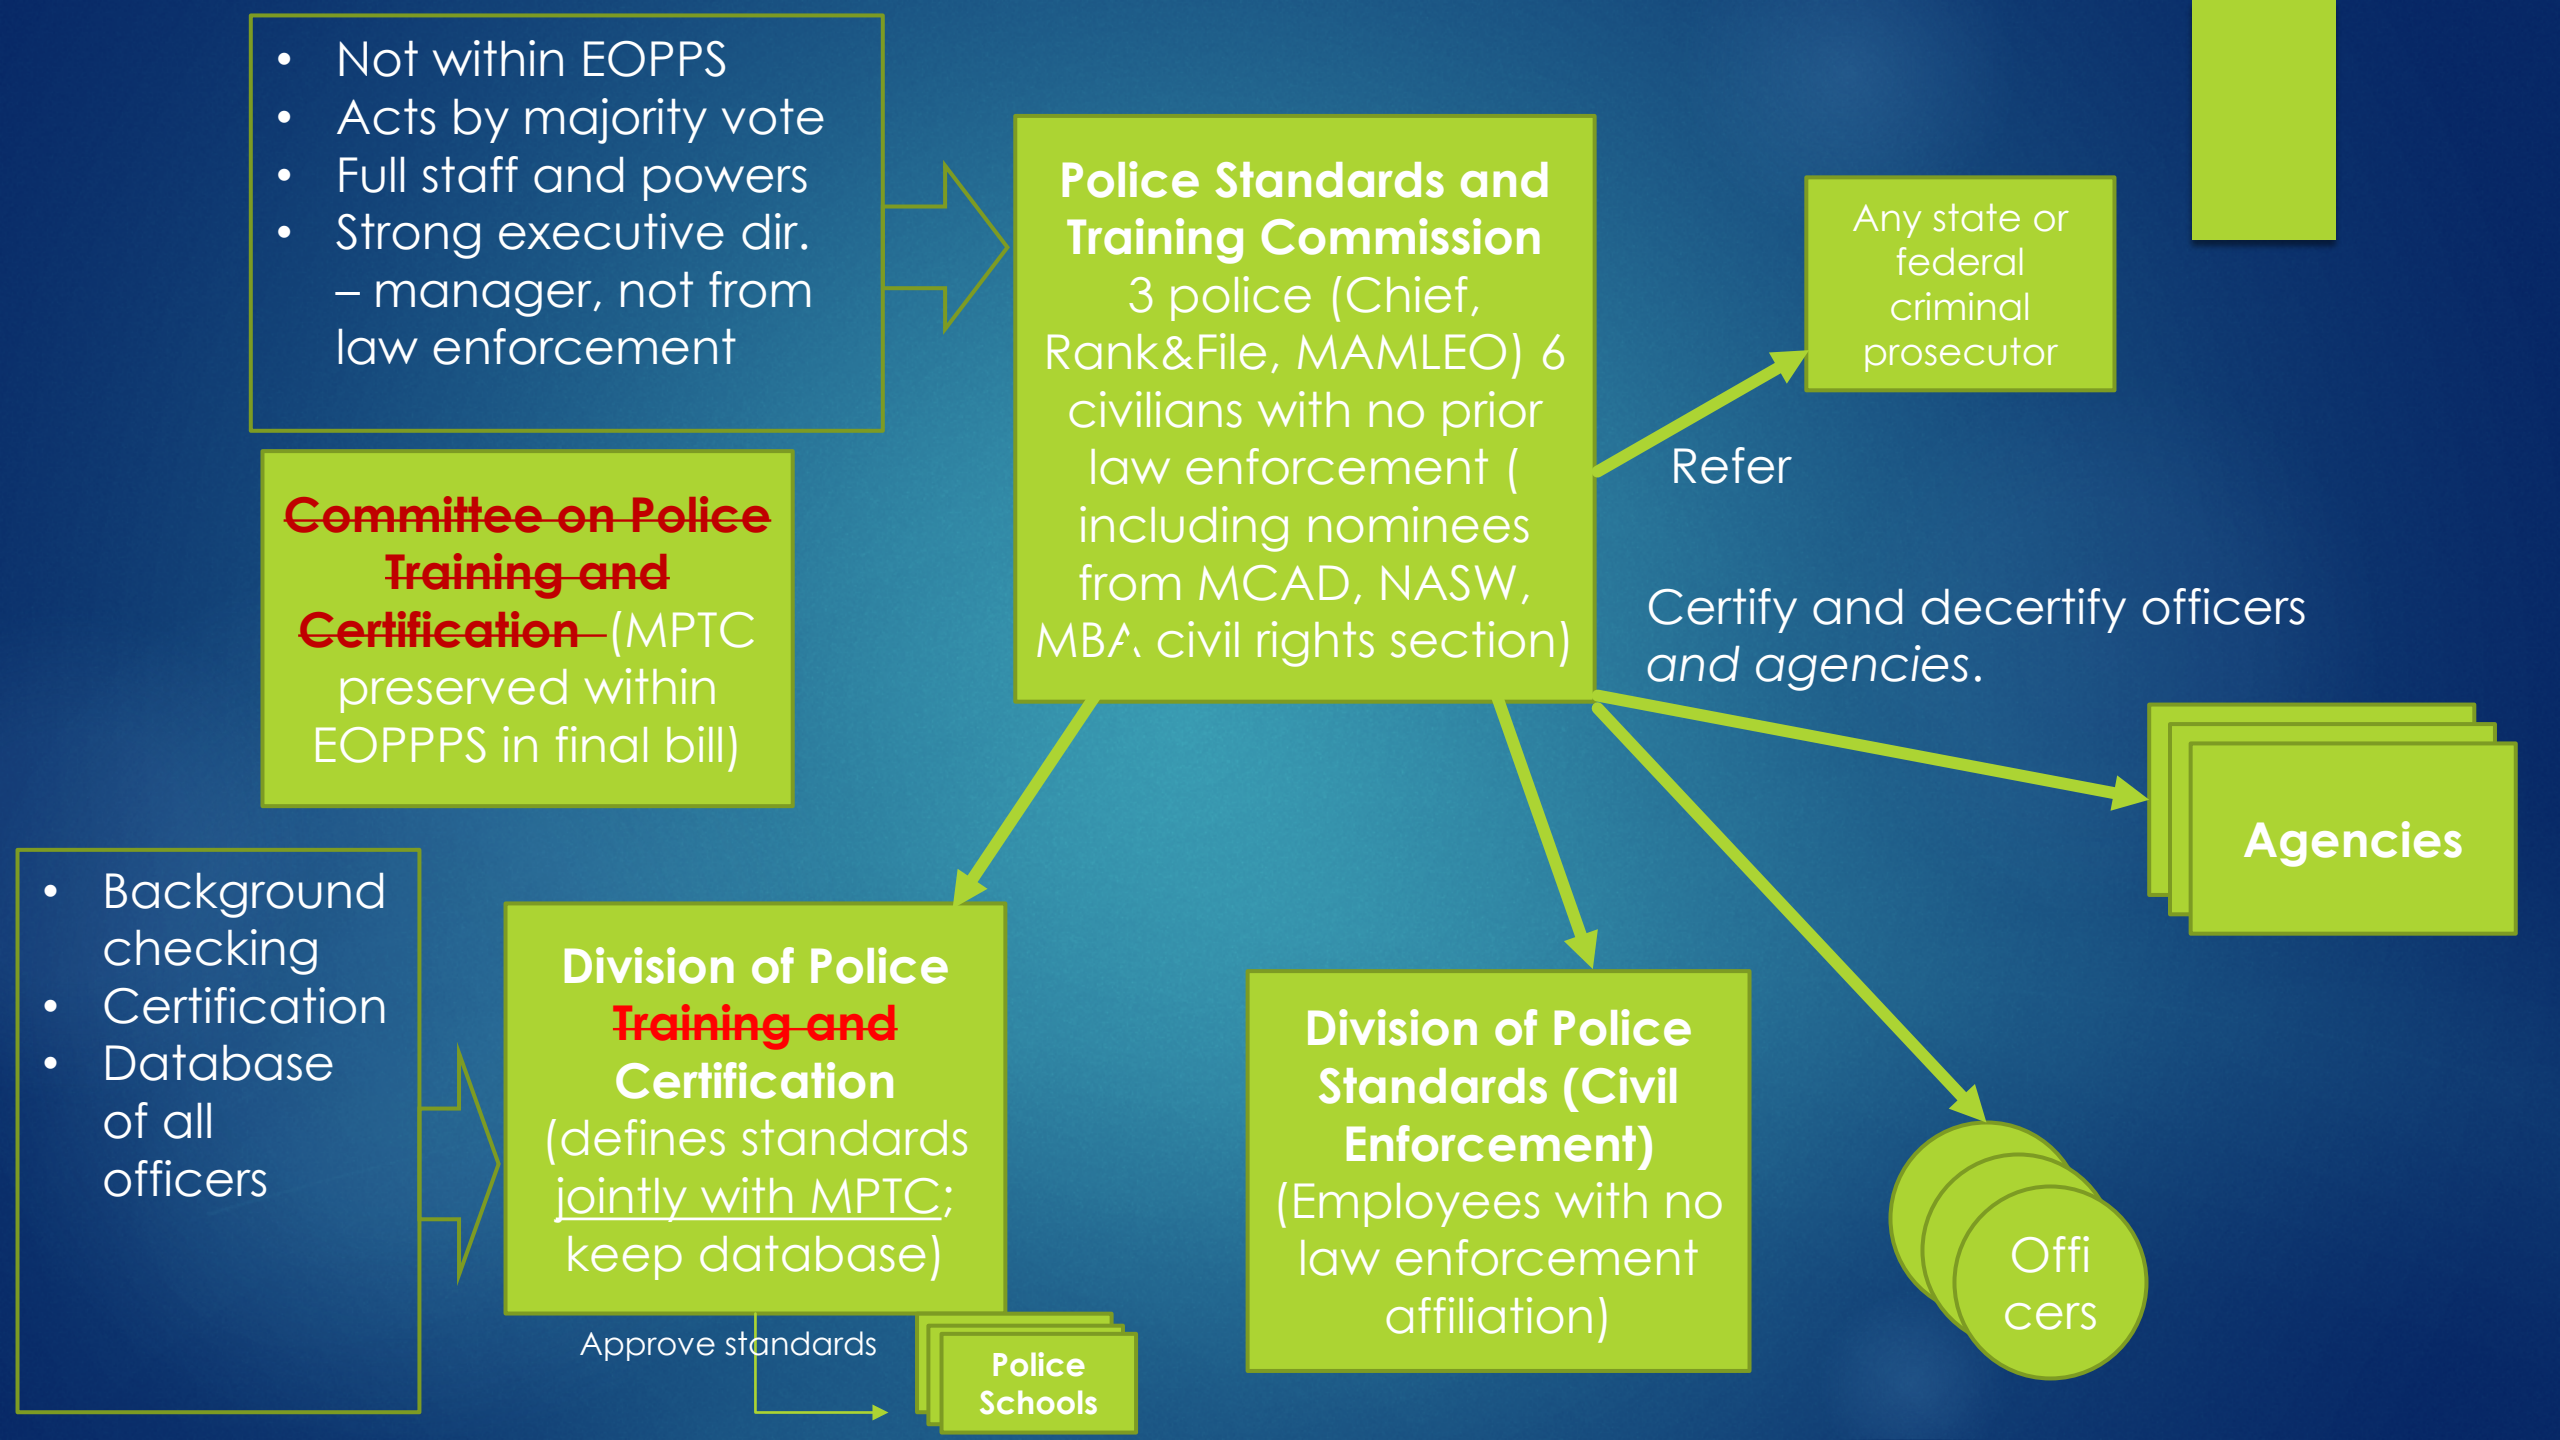 • Not within EOPPS
• Acts by majority vote
• Full staff and powers
• Strong executive dir.
– manager, not from
law enforcement
Police Standards and
Training Commission
3 police (Chief,
Rank&File, MAMLEO) 6
civilians with no prior
law enforcement (
including nominees
from MCAD, NASW,
MBA civil rights section)
Any state or
federal
criminal
prosecutor
Refer
Certify and decertify officers
and agencies.
Committee on Police
Training and
Certification (MPTC
preserved within
EOPPPS in final bill)
Agencies
• Background
checking
• Certification
• Database
of all
officers
Division of Police
Training and
Certification
(defines standards
jointly with MPTC;
keep database)
Approve standards
Police
Schools
Division of Police
Standards (Civil
Enforcement)
(Employees with no
law enforcement
affiliation)
Offi
cers